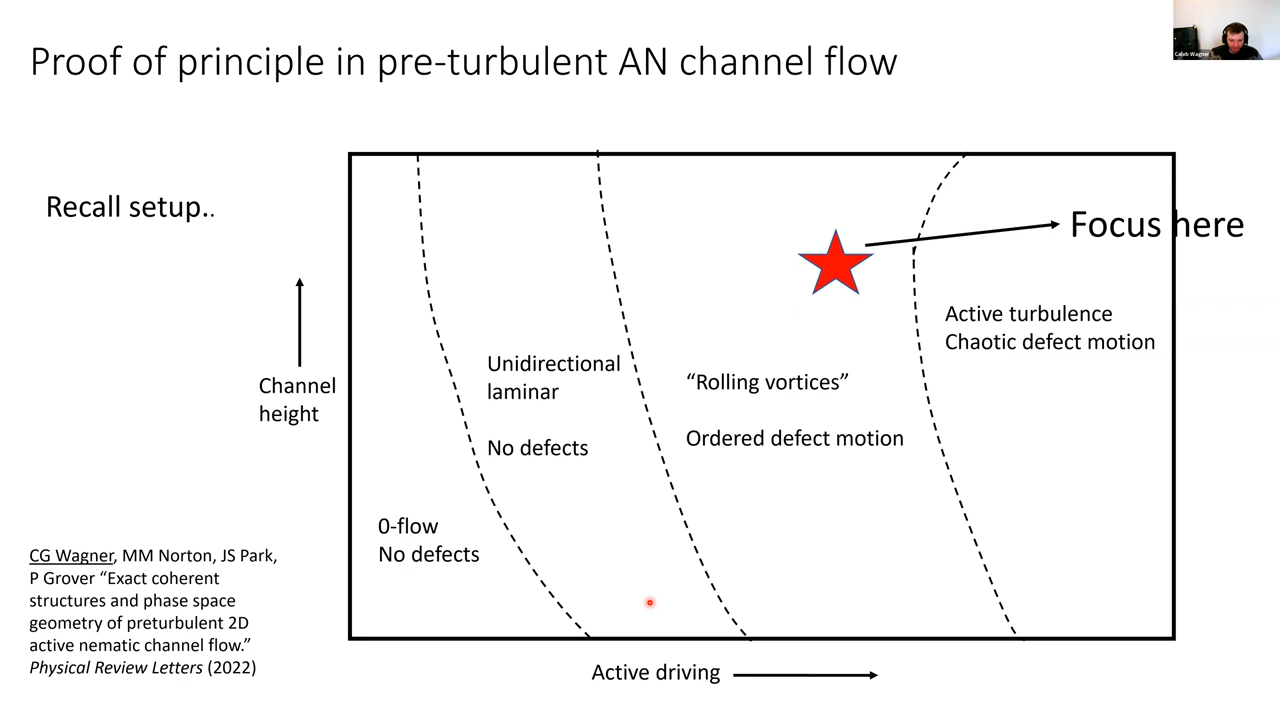 Proof of principle in pre-turbulent AN channel flow
Caleb Wagner
Recall setup..
Focus here
Active turbulence
Chaotic defect motion
Unidirectional
laminar
No defects
“Rolling vortices”
Ordered defect motion
Channel
height
0-flow
No defects
CG Wagner, MM Norton, JS Park,
P Grover “Exact coherent
structures and phase space
geometry of preturbulent 2D
active nematic channel flow.”
Physical Review Letters (2022)
Active driving